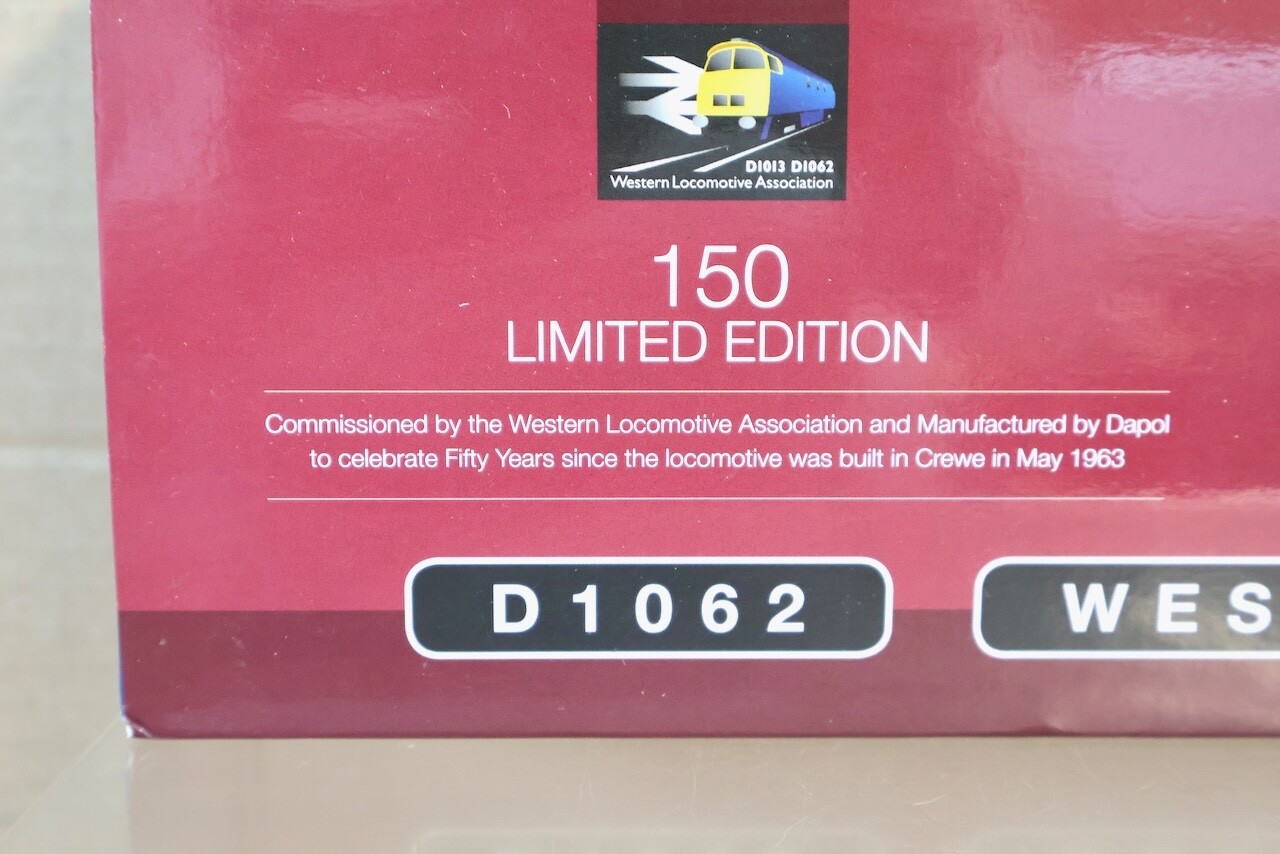 D1013 D1062
Western Locomotive Association
150
LIMITED EDITION
Commissioned by the Western Locomotive Association and Manufactured by Dapol
to celebrate Fifty Years since the locomotive was built in Crewe in May 1963
D1062 WES